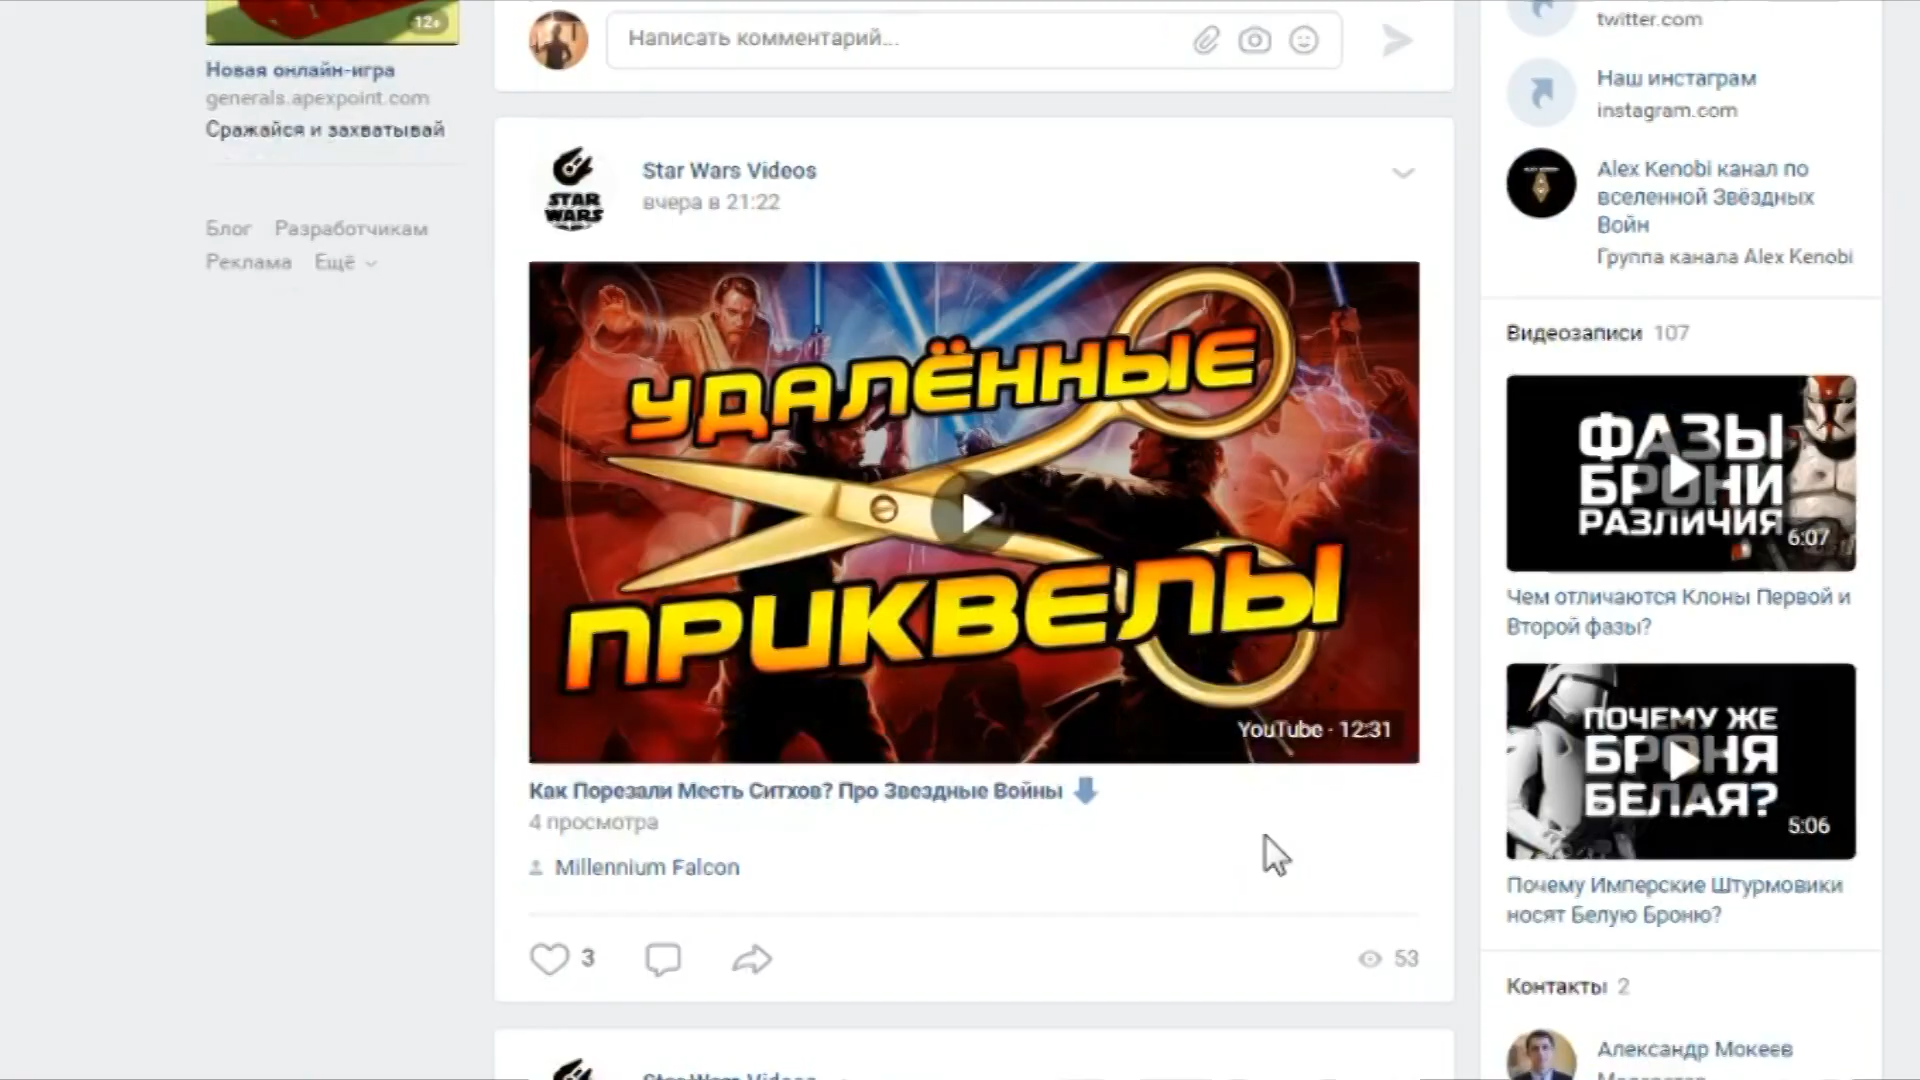 12+
Новая онлайн-игра
generals.apexpoint.com
Сражайся и захватывай
Блог Разработчикам
Реклама Ещё
Написать комментарий...
STAR
WARS
Star Wars Videos
вчера в 21:22
УДАЛЁННЫЕ
ПРИКВЕЛЫ
YouTube · 12:31
Как Порезали Месть Ситхов? Про Звездные Войны
4 просмотра
Millennium Falcon
3
53
Star Wars Videos
twitter.com
Наш инстаграм
instagram.com
Alex Kenobi канал по
вселенной Звёздных
Войн
Группа канала Alex Kenobi
Видеозаписи 107
ФАЗЫ
БРОНИ
РАЗЛИЧИЯ
6:07
Чем отличаются Клоны Первой и
Второй фазы?
ПОЧЕМУ ЖЕ
БРОНЯ
БЕЛАЯ?
5:06
Почему Имперские Штурмовики
носят Белую Броню?
Контакты 2
Александр Мокеев